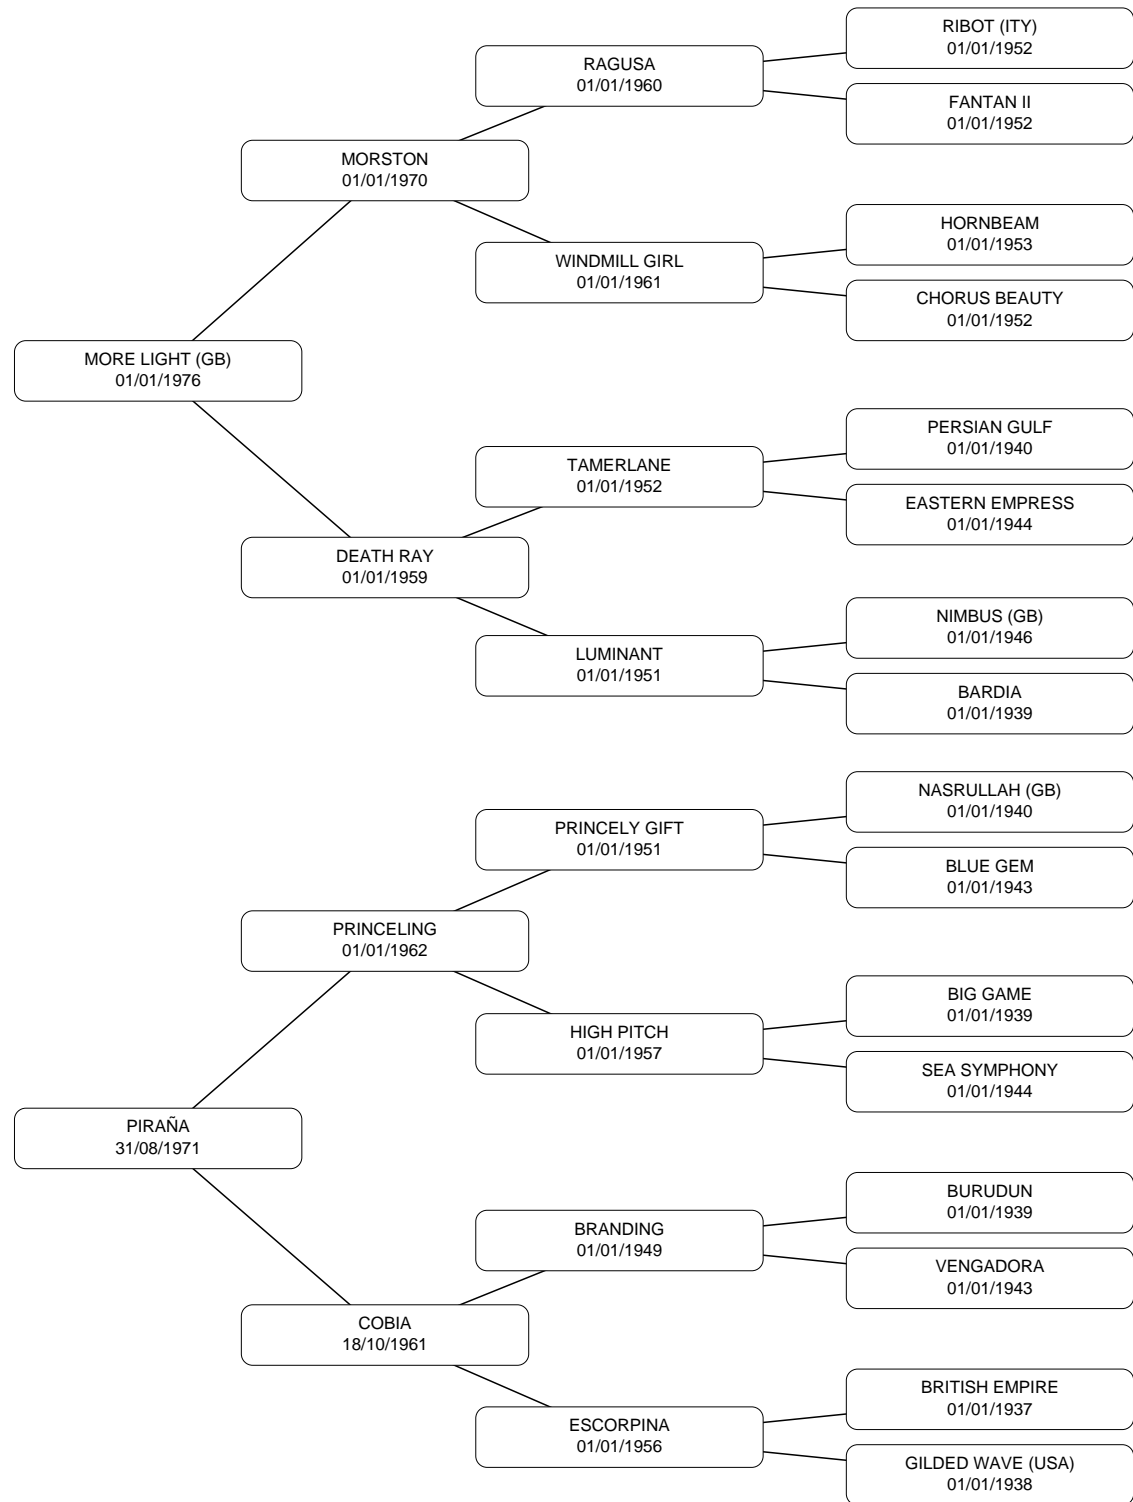 RIBOT (ITY)
01/01/1952
RAGUSA
01/01/1960
FANTAN II
01/01/1952
MORSTON
01/01/1970
HORNBEAM
01/01/1953
WINDMILL GIRL
01/01/1961
CHORUS BEAUTY
01/01/1952
MORE LIGHT (GB)
01/01/1976
PERSIAN GULF
01/01/1940
TAMERLANE
01/01/1952
EASTERN EMPRESS
01/01/1944
DEATH RAY
01/01/1959
NIMBUS (GB)
01/01/1946
LUMINANT
01/01/1951
BARDIA
01/01/1939
NASRULLAH (GB)
01/01/1940
PRINCELY GIFT
01/01/1951
BLUE GEM
01/01/1943
PRINCELING
01/01/1962
BIG GAME
01/01/1939
HIGH PITCH
01/01/1957
SEA SYMPHONY
01/01/1944
PIRAÑA
31/08/1971
BURUDUN
01/01/1939
BRANDING
01/01/1949
VENGADORA
01/01/1943
COBIA
18/10/1961
BRITISH EMPIRE
01/01/1937
ESCORPINA
01/01/1956
GILDED WAVE (USA)
01/01/1938